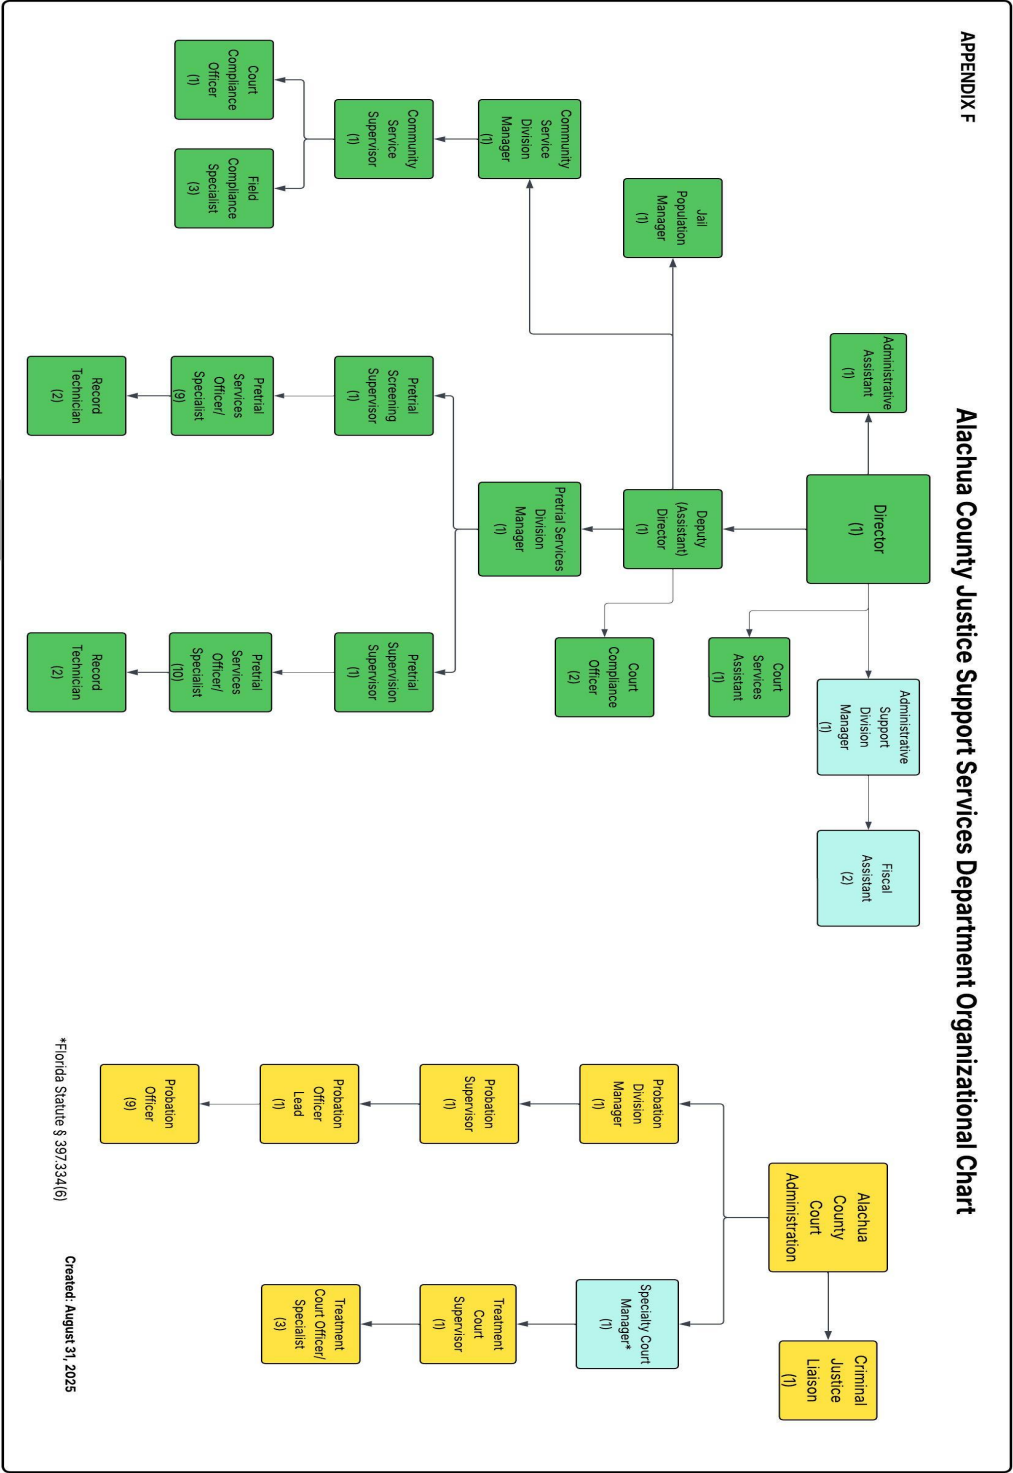 APPENDIX F
Alachua County Justice Support Services Department Organizational Chart
Administrative
Assistant
(1)
Director
(1)
Administrative
Support
Division
Manager
(1)
Fiscal
Assistant
(2)
Court
Services
Assistant
(1)
Jail
Population
Manager
(1)
Deputy
(Assistant)
Director
(1)
Court
Compliance
Officer
(2)
Community
Service
Division
Manager
(1)
Pretrial Services
Division
Manager
(1)
Community
Service
Supervisor
(1)
Pretrial
Screening
Supervisor
(1)
Pretrial
Supervision
Supervisor
(1)
Court
Compliance
Officer
(1)
Field
Compliance
Specialist
(3)
Pretrial
Services
Officer/
Specialist
(9)
Pretrial
Services
Officer/
Specialist
(10)
Record
Technician
(2)
Record
Technician
(2)
Alachua
County
Court
Administration
Criminal
Justice
Liaison
(1)
Probation
Division
Manager
(1)
Specialty Court
Manager*
(1)
Probation
Supervisor
(1)
Treatment
Court
Supervisor
(1)
Probation
Officer
Lead
(1)
Treatment
Court Officer/
Specialist
(3)
Probation
Officer
(9)
*Florida Statute § 397.334(6)
Created: August 31, 2025